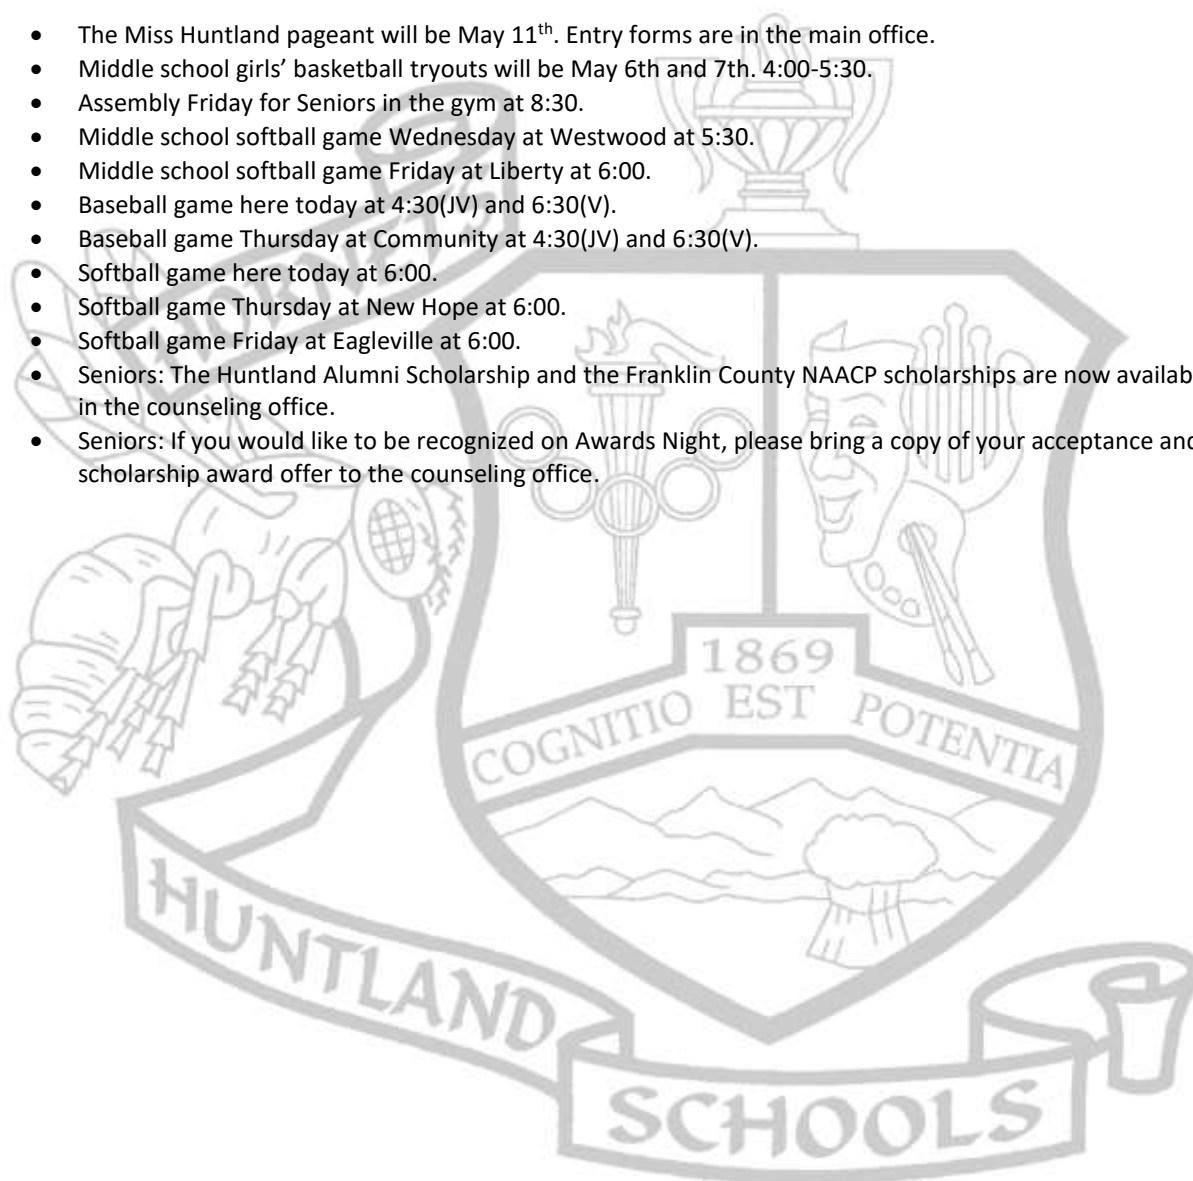 • The Miss Huntland pageant will be May 11th. Entry forms are in the main office.
• Middle school girls’ basketball tryouts will be May 6th and 7th. 4:00-5:30.
• Assembly Friday for Seniors in the gym at 8:30.
• Middle school softball game Wednesday at Westwood at 5:30.
• Middle school softball game Friday at Liberty at 6:00.
• Baseball game here today at 4:30(JV) and 6:30(V).
• Baseball game Thursday at Community at 4:30(JV) and 6:30(V).
• Softball game here today at 6:00.
• Softball game Thursday at New Hope at 6:00.
• Softball game Friday at Eagleville at 6:00.
• Seniors: The Huntland Alumni Scholarship and the Franklin County NAACP scholarships are now availab
in the counseling office.
• Seniors: If you would like to be recognized on Awards Night, please bring a copy of your acceptance and
scholarship award offer to the counseling office.
HORNETS
1869
COGNITIO EST POTENTIA
HUNTLAND
SCHOOLS